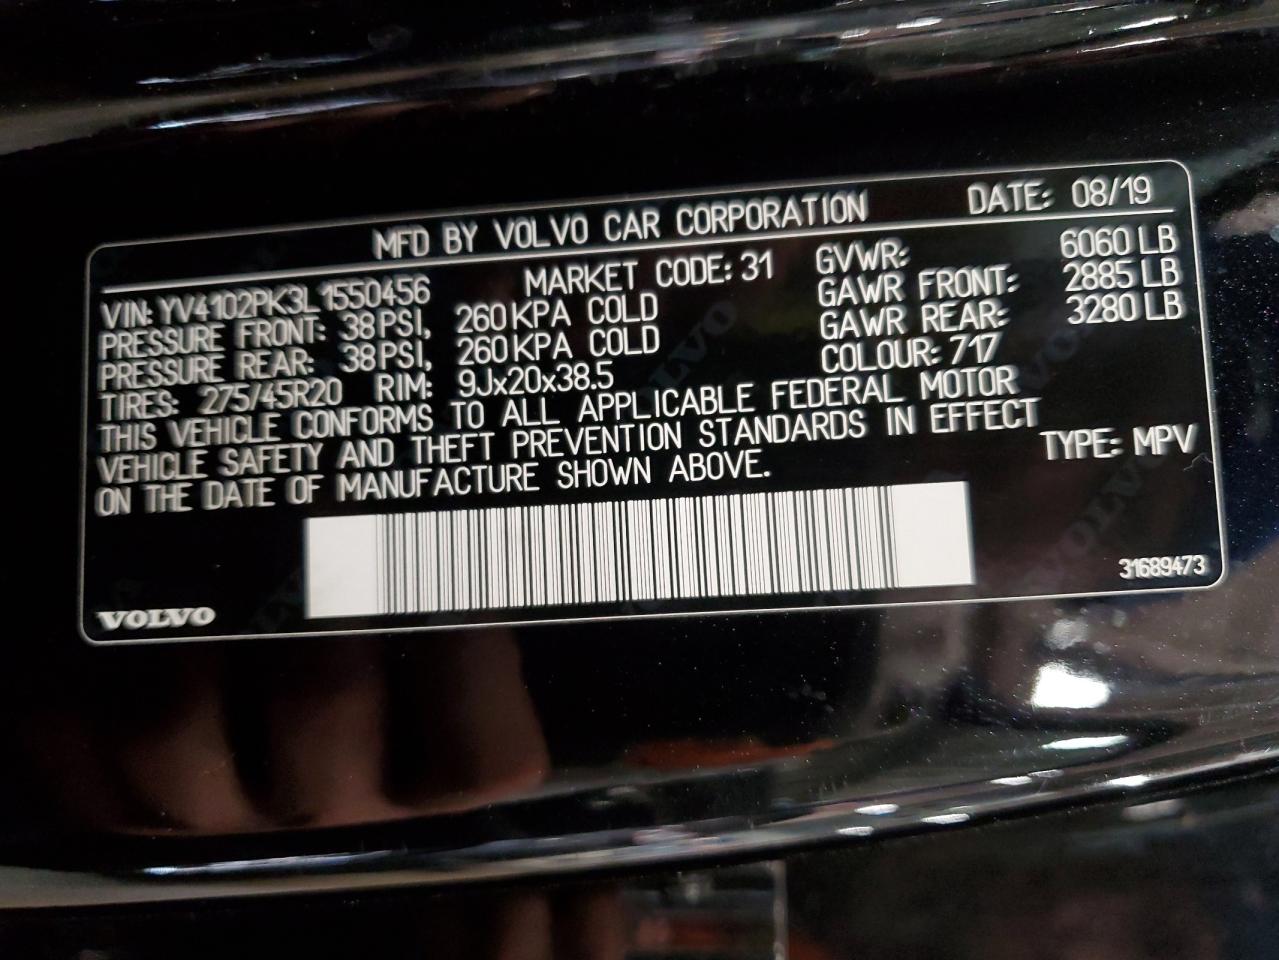 MFD BY VOLVO CAR CORPORATION DATE: 08/19
VIN: YV4102PK3L1550456 MARKET CODE: 31 GVWR: 6060 LB
PRESSURE FRONT: 38 PSI, 260 KPA COLD GAWR FRONT: 2885 LB
PRESSURE REAR: 38 PSI, 260 KPA COLD GAWR REAR: 3280 LB
TIRES: 275/45R20 RIM: 9Jx20x38.5 COLOUR: 717
THIS VEHICLE CONFORMS TO ALL APPLICABLE FEDERAL MOTOR
VEHICLE SAFETY AND THEFT PREVENTION STANDARDS IN EFFECT
ON THE DATE OF MANUFACTURE SHOWN ABOVE. TYPE: MPV
31689473
VOLVO